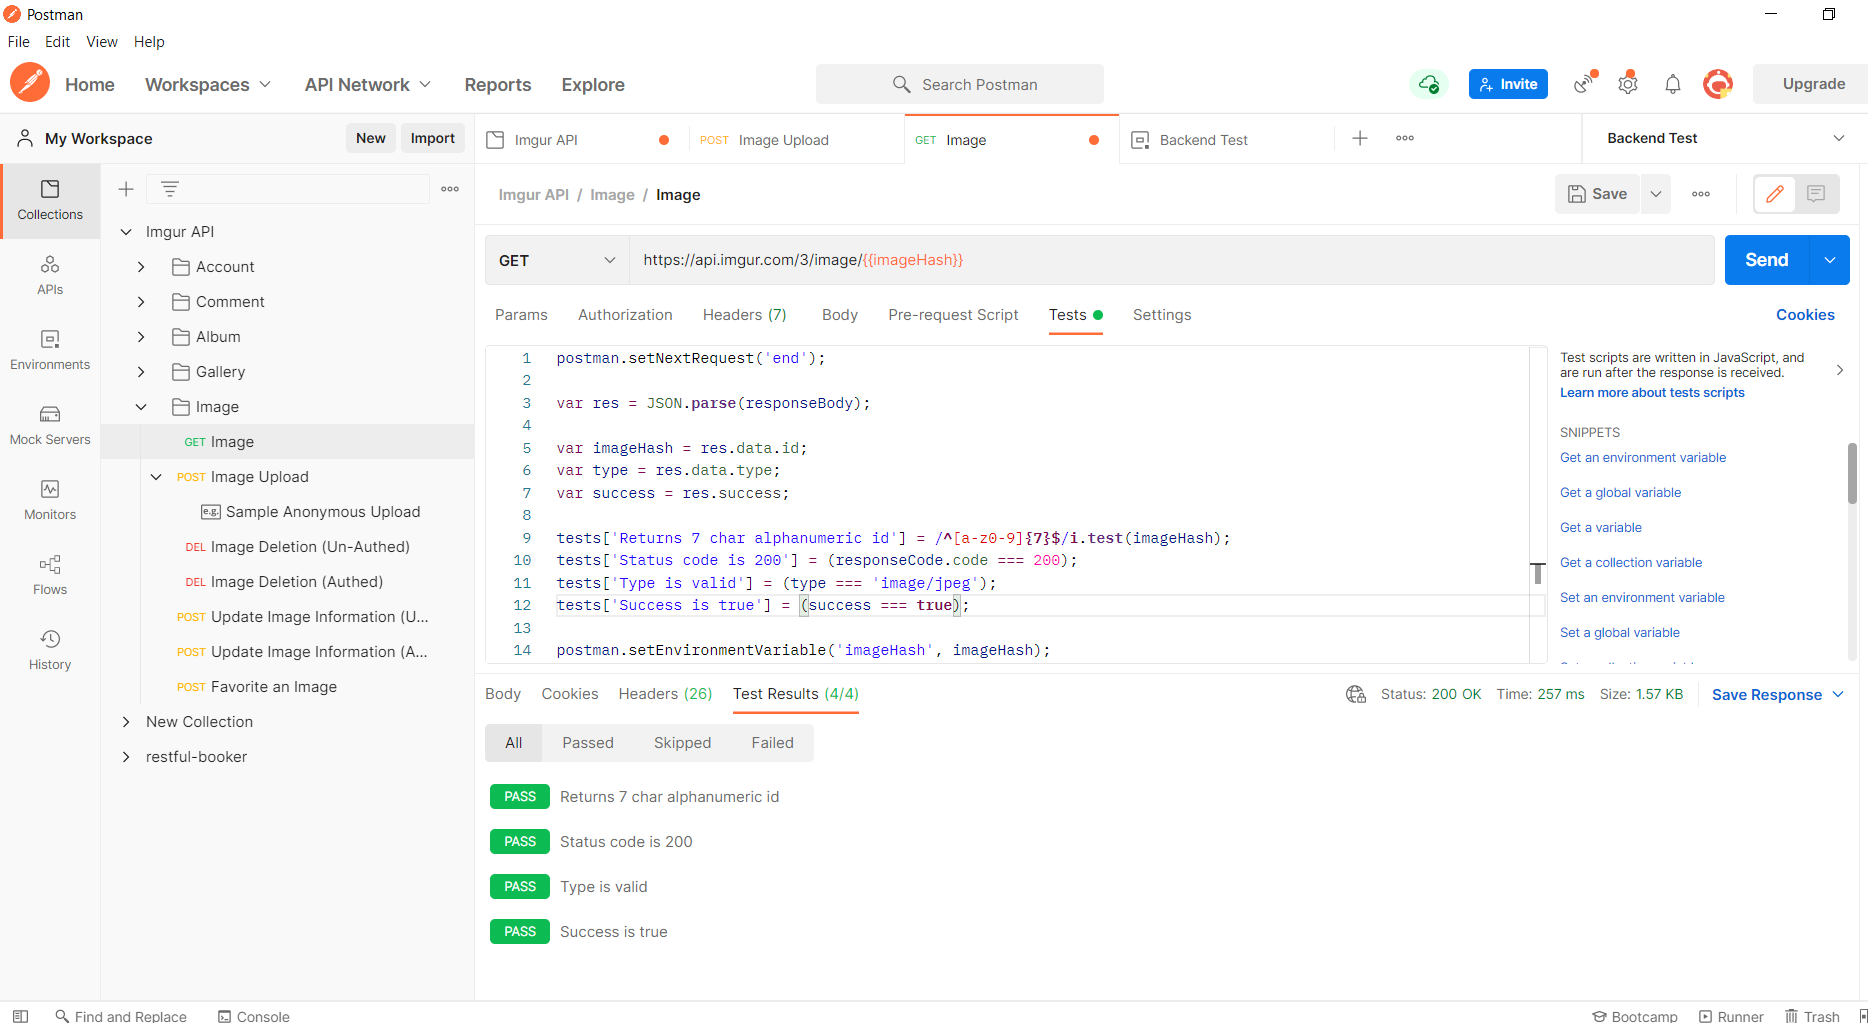 Postman
File Edit View Help
Home Workspaces API Network Reports Explore Search Postman Invite Upgrade
My Workspace New Import
Imgur API POST Image Upload GET Image Backend Test Backend Test
Collections
APIs
Environments
Mock Servers
Monitors
Flows
History
Imgur API
Account
Comment
Album
Gallery
Image
GET Image
POST Image Upload
e.g. Sample Anonymous Upload
DEL Image Deletion (Un-Authed)
DEL Image Deletion (Authed)
POST Update Image Information (U...
POST Update Image Information (A...
POST Favorite an Image
New Collection
restful-booker
Imgur API / Image / Image Save
GET https://api.imgur.com/3/image/{{imageHash}} Send
Params Authorization Headers (7) Body Pre-request Script Tests Settings Cookies
1 postman.setNextRequest('end');
2
3 var res = JSON.parse(responseBody);
4
5 var imageHash = res.data.id;
6 var type = res.data.type;
7 var success = res.success;
8
9 tests['Returns 7 char alphanumeric id'] = /^[a-z0-9]{7}$/i.test(imageHash);
10 tests['Status code is 200'] = (responseCode.code === 200);
11 tests['Type is valid'] = (type === 'image/jpeg');
12 tests['Success is true'] = (success === true);
13
14 postman.setEnvironmentVariable('imageHash', imageHash);
Test scripts are written in JavaScript, and
are run after the response is received.
Learn more about tests scripts
SNIPPETS
Get an environment variable
Get a global variable
Get a variable
Get a collection variable
Set an environment variable
Set a global variable
Body Cookies Headers (26) Test Results (4/4) Status: 200 OK Time: 257 ms Size: 1.57 KB Save Response
All Passed Skipped Failed
PASS Returns 7 char alphanumeric id
PASS Status code is 200
PASS Type is valid
PASS Success is true
Find and Replace Console Bootcamp Runner Trash